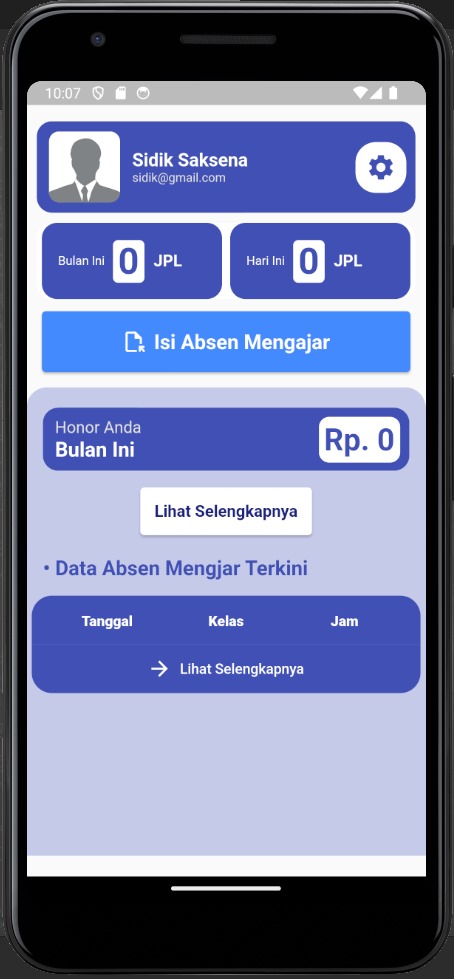 10:07
Sidik Saksena
sidik@gmail.com
Bulan Ini 0 JPL
Hari Ini 0 JPL
Isi Absen Mengajar
Honor Anda
Bulan Ini
Rp. 0
Lihat Selengkapnya
• Data Absen Mengjar Terkini
Tanggal Kelas Jam
Lihat Selengkapnya